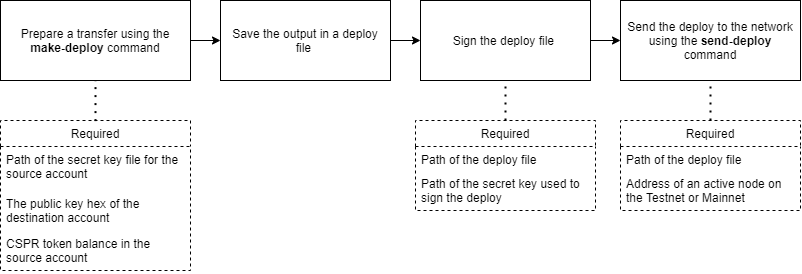 Prepare a transfer using the
make-deploy command
Save the output in a deploy
file
Sign the deploy file
Send the deploy to the network
using the send-deploy
command
Required
Path of the secret key file for the
source account
The public key hex of the
destination account
CSPR token balance in the
source account
Required
Path of the deploy file
Path of the secret key used to
sign the deploy
Required
Path of the deploy file
Address of an active node on
the Testnet or Mainnet